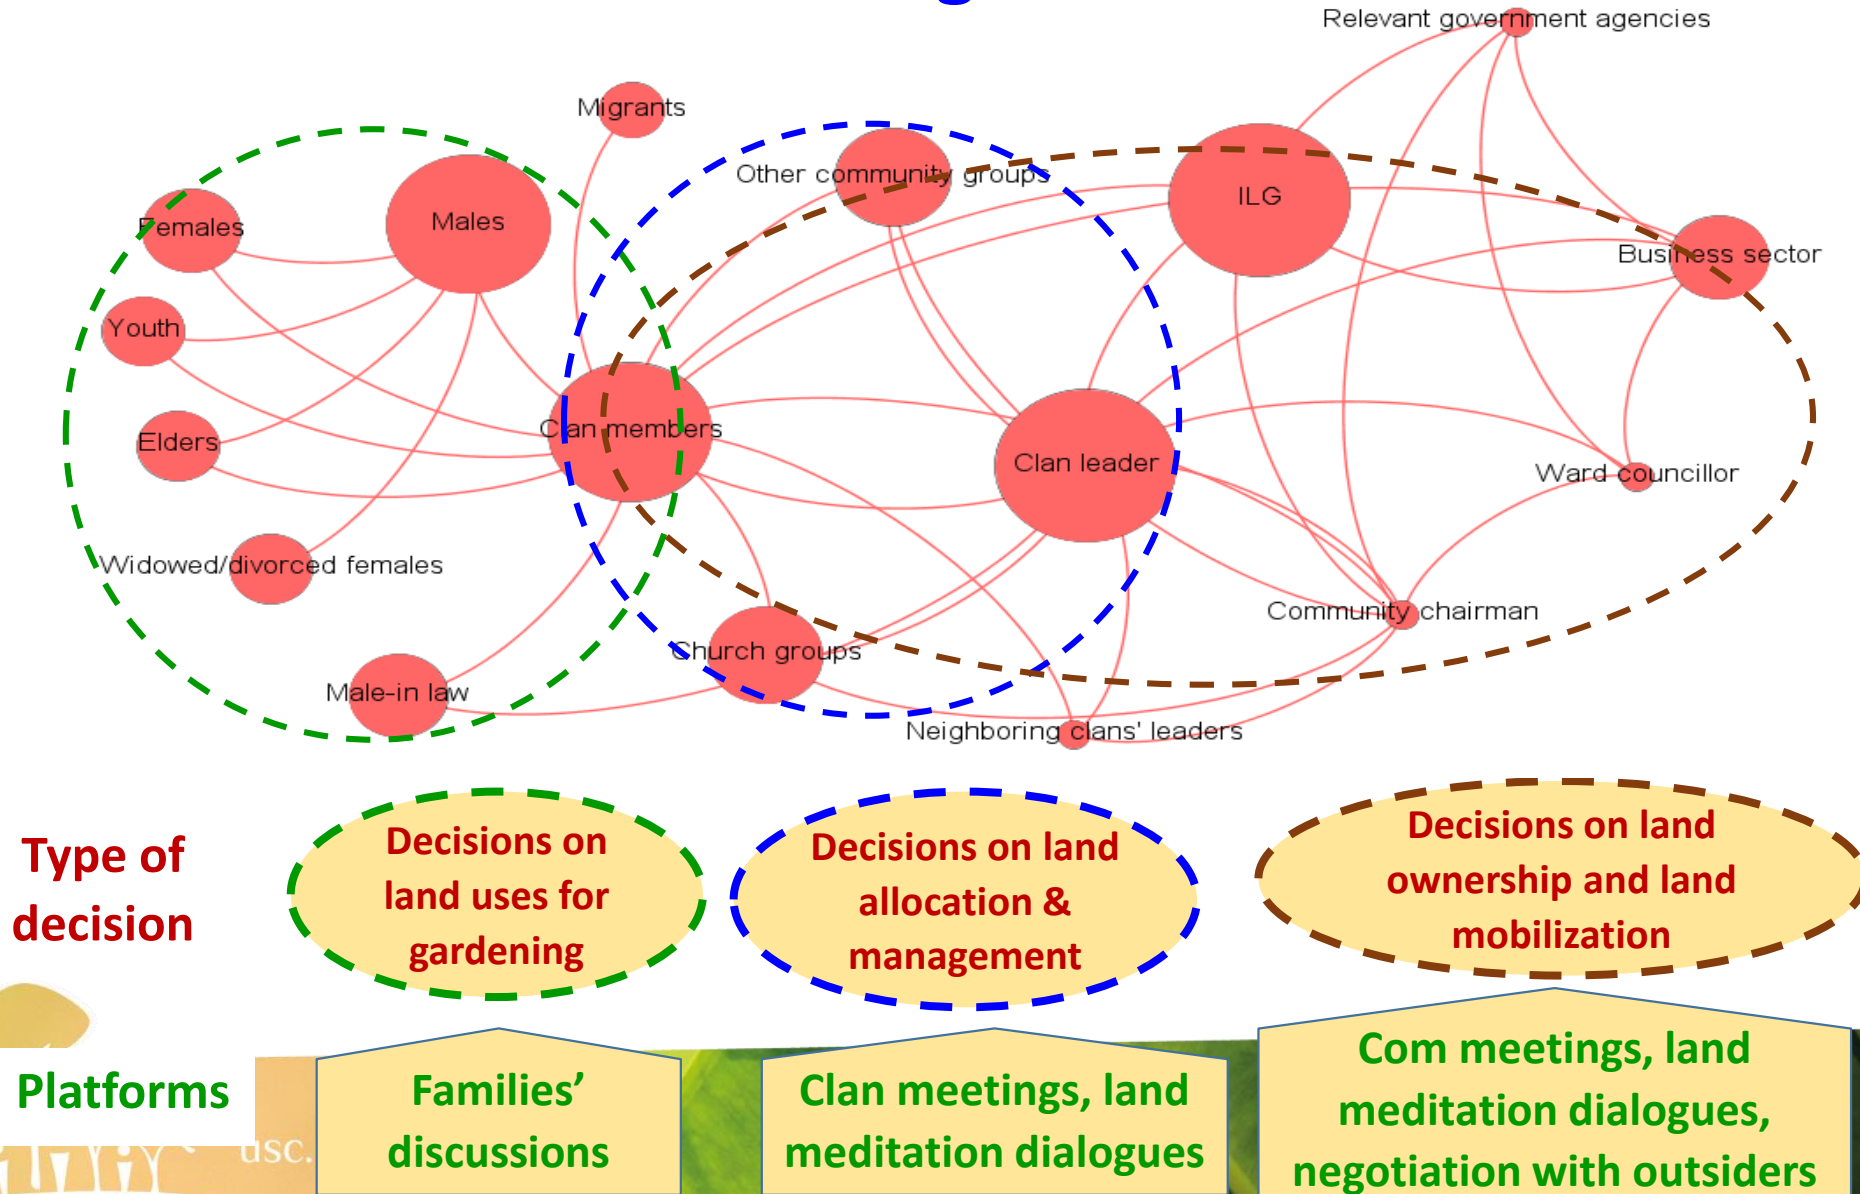 Relevant government agencies
Migrants
Other community groups
ILG
Females
Males
Business sector
Youth
Clan members
Elders
Clan leader
Ward councillor
Widowed/divorced females
Community chairman
Church groups
Male-in law
Neighboring clans' leaders
Type of
decision
Decisions on
land uses for
gardening
Decisions on land
allocation &
management
Decisions on land
ownership and land
mobilization
Platforms
Families’
discussions
Clan meetings, land
meditation dialogues
Com meetings, land
meditation dialogues,
negotiation with outsiders
usc.